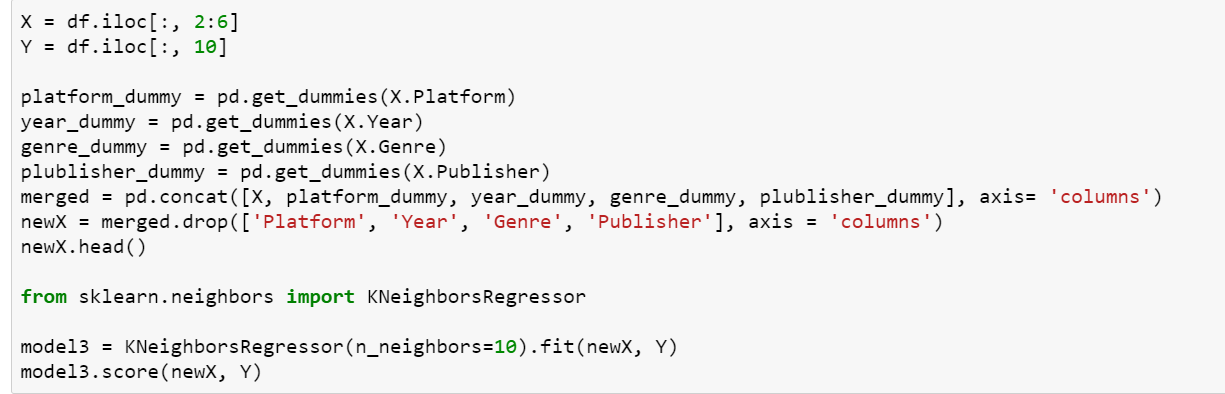 X = df.iloc[:, 2:6]
Y = df.iloc[:, 10]
platform_dummy = pd.get_dummies(X.Platform)
year_dummy = pd.get_dummies(X.Year)
genre_dummy = pd.get_dummies(X.Genre)
plublisher_dummy = pd.get_dummies(X.Publisher)
merged = pd.concat([X, platform_dummy, year_dummy, genre_dummy, plublisher_dummy], axis= 'columns')
newX = merged.drop(['Platform', 'Year', 'Genre', 'Publisher'], axis = 'columns')
newX.head()
from sklearn.neighbors import KNeighborsRegressor
model3 = KNeighborsRegressor(n_neighbors=10).fit(newX, Y)
model3.score(newX, Y)